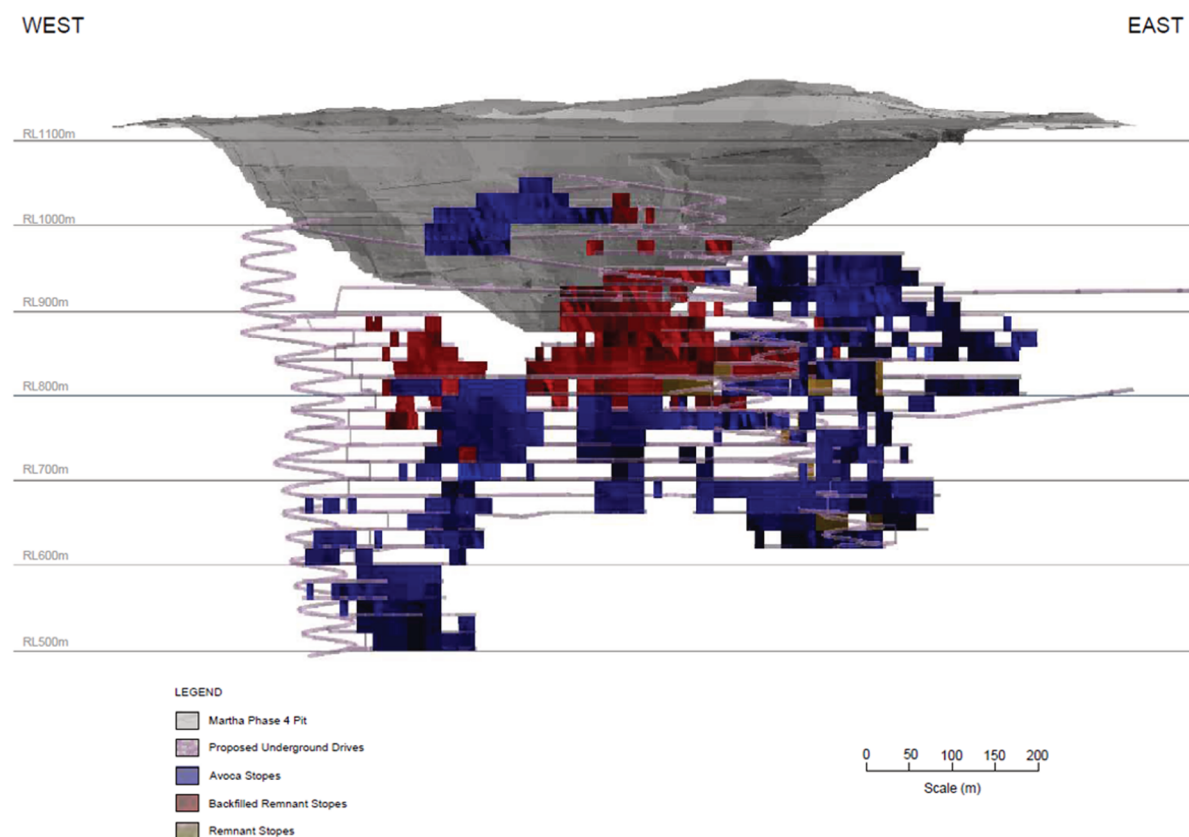 WEST
EAST
RL1100m
RL1000m
RL900m
RL800m
RL700m
RL600m
RL500m
LEGEND
Martha Phase 4 Pit
Proposed Underground Drives
Avoca Stopes
Backfilled Remnant Stopes
Remnant Stopes
0 50 100 150 200
Scale (m)